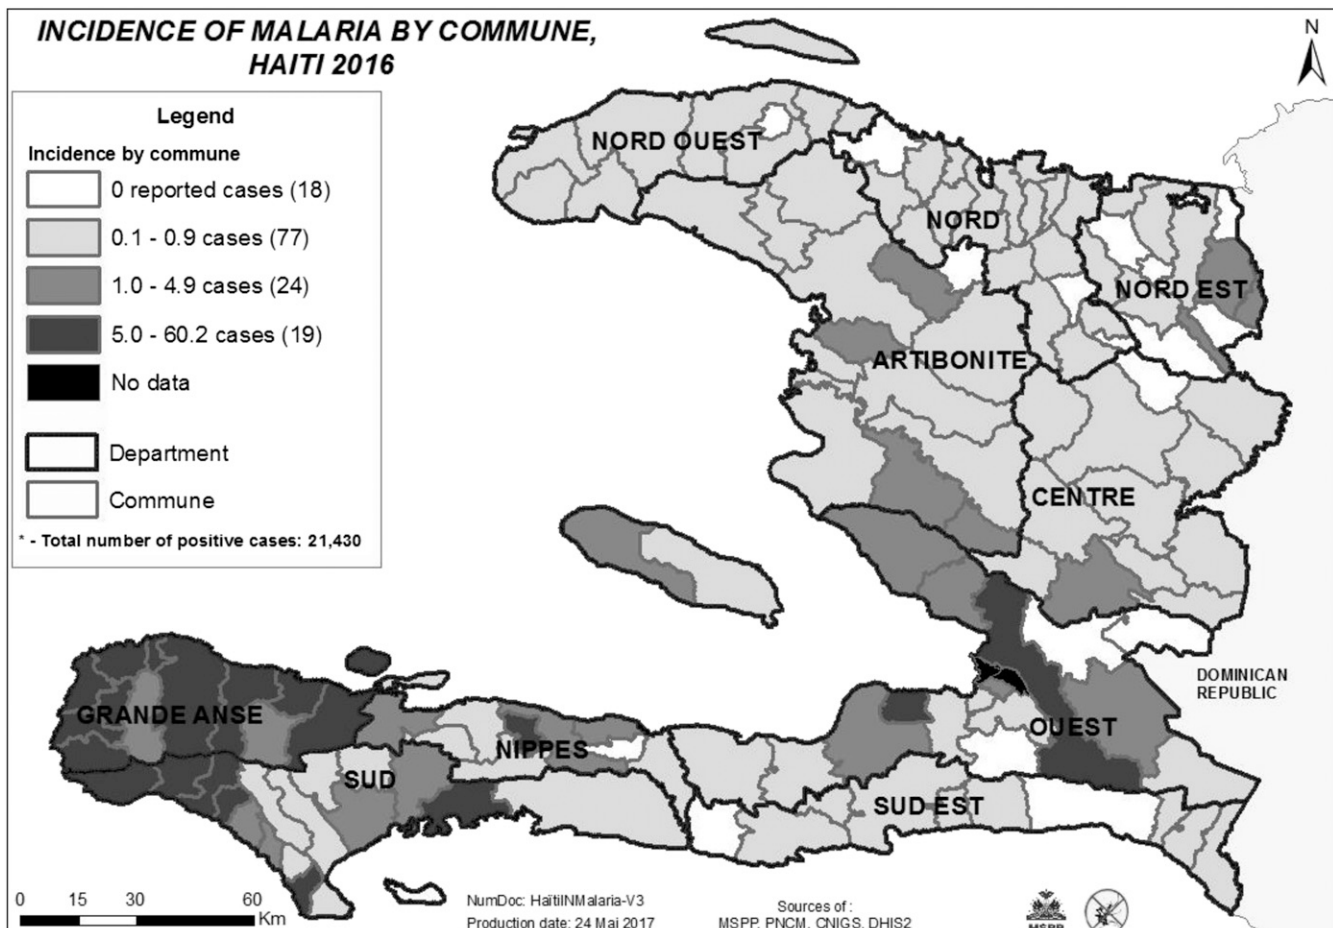 INCIDENCE OF MALARIA BY COMMUNE,
HAITI 2016
N
Legend
Incidence by commune
0 reported cases (18)
0.1 - 0.9 cases (77)
1.0 - 4.9 cases (24)
5.0 - 60.2 cases (19)
No data
Department
Commune
* - Total number of positive cases: 21,430
NORD OUEST
NORD
NORD EST
ARTIBONITE
CENTRE
DOMINICAN
REPUBLIC
GRANDE ANSE
OUEST
NIPPES
SUD
SUD EST
0 15 30 60
Km
NumDoc: HaïtiINMalaria-V3
Production date: 24 Mai 2017
Sources of :
MSPP, PNCM, CNIGS, DHIS2
MSPP